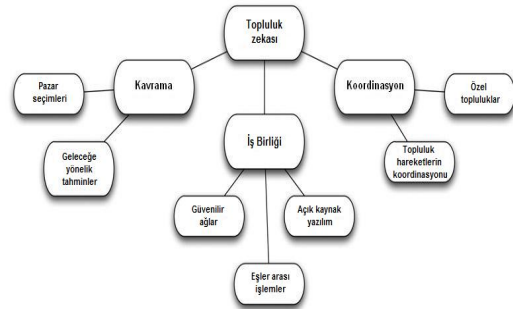 Topluluk
zekası
Kavrama
Koordinasyon
Pazar
seçimleri
Özel
topluluklar
İş Birliği
Geleceğe
yönelik
tahminler
Topluluk
hareketlerin
koordinasyonu
Güvenilir
ağlar
Açık kaynak
yazılım
Eşler arası
işlemler